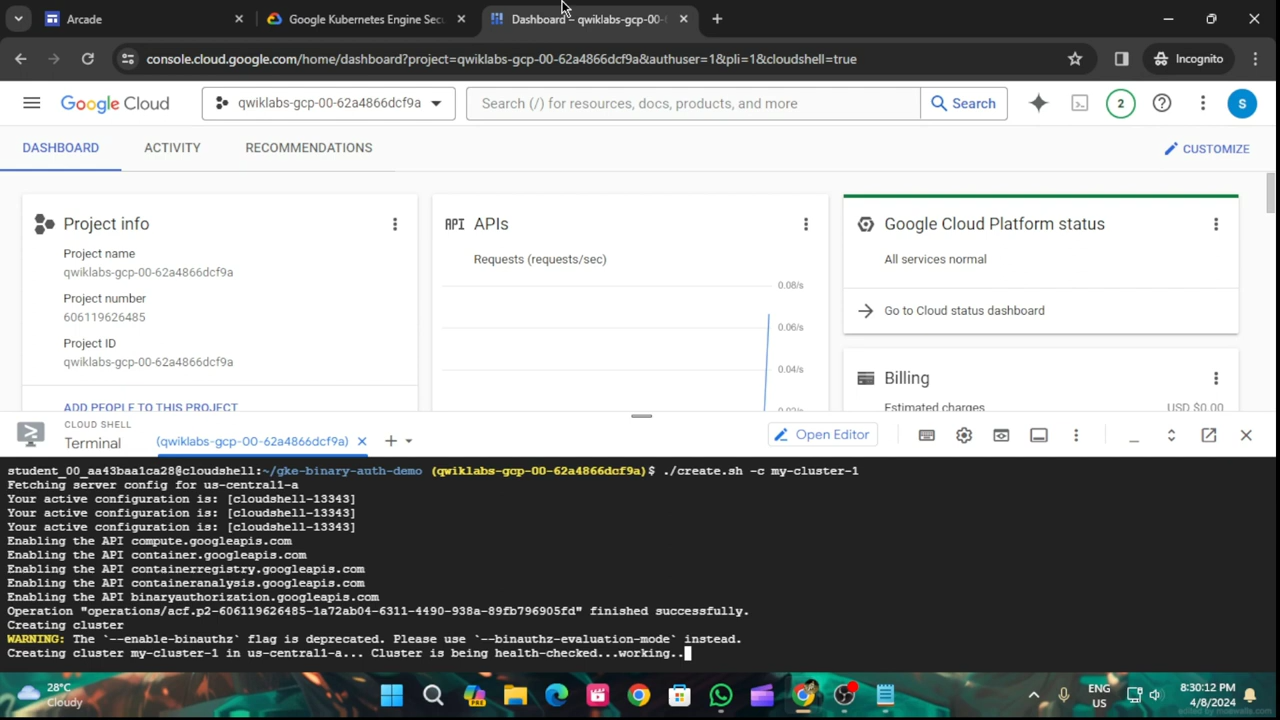 Arcade
Google Kubernetes Engine Secu
Dashboard – qwiklabs-gcp-00-
console.cloud.google.com/home/dashboard?project=qwiklabs-gcp-00-62a4866dcf9a&authuser=1&pli=1&cloudshell=true
Incognito
Google Cloud
qwiklabs-gcp-00-62a4866dcf9a
Search (/) for resources, docs, products, and more
Search
2
S
DASHBOARD
ACTIVITY
RECOMMENDATIONS
CUSTOMIZE
Project info
Project name
qwiklabs-gcp-00-62a4866dcf9a
Project number
606119626485
Project ID
qwiklabs-gcp-00-62a4866dcf9a
ADD PEOPLE TO THIS PROJECT
API APIs
Requests (requests/sec)
0.08/s
0.06/s
0.04/s
0.02/s
Google Cloud Platform status
All services normal
Go to Cloud status dashboard
Billing
Estimated charges
USD $0.00
CLOUD SHELL
Terminal
(qwiklabs-gcp-00-62a4866dcf9a)
Open Editor
student_00_aa43baa1ca28@cloudshell:~/gke-binary-auth-demo (qwiklabs-gcp-00-62a4866dcf9a)$ ./create.sh -c my-cluster-1
Fetching server config for us-central1-a
Your active configuration is: [cloudshell-13343]
Your active configuration is: [cloudshell-13343]
Your active configuration is: [cloudshell-13343]
Enabling the API compute.googleapis.com
Enabling the API container.googleapis.com
Enabling the API containerregistry.googleapis.com
Enabling the API containeranalysis.googleapis.com
Enabling the API binaryauthorization.googleapis.com
Operation "operations/acf.p2-606119626485-1a72ab04-6311-4490-938a-89fb796905fd" finished successfully.
Creating cluster
WARNING: The `--enable-binauthz` flag is deprecated. Please use `--binauthz-evaluation-mode` instead.
Creating cluster my-cluster-1 in us-central1-a... Cluster is being health-checked...working..
28°C
Cloudy
PRE
ENG
US
8:30:12 PM
4/8/2024